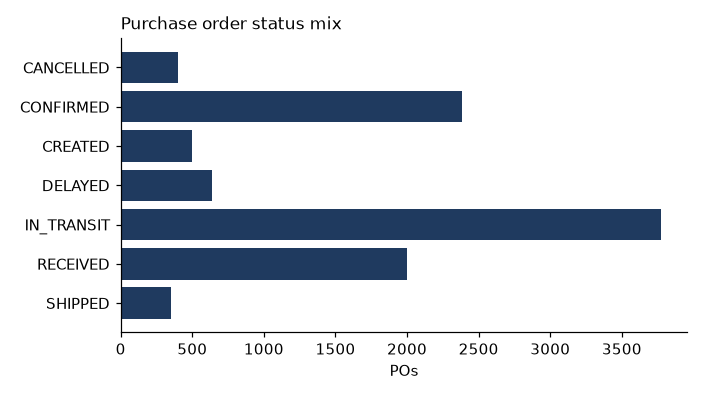 Purchase order status mix
CANCELLED
CONFIRMED
CREATED
DELAYED
IN_TRANSIT
RECEIVED
SHIPPED
0 500 1000 1500 2000 2500 3000 3500
POs